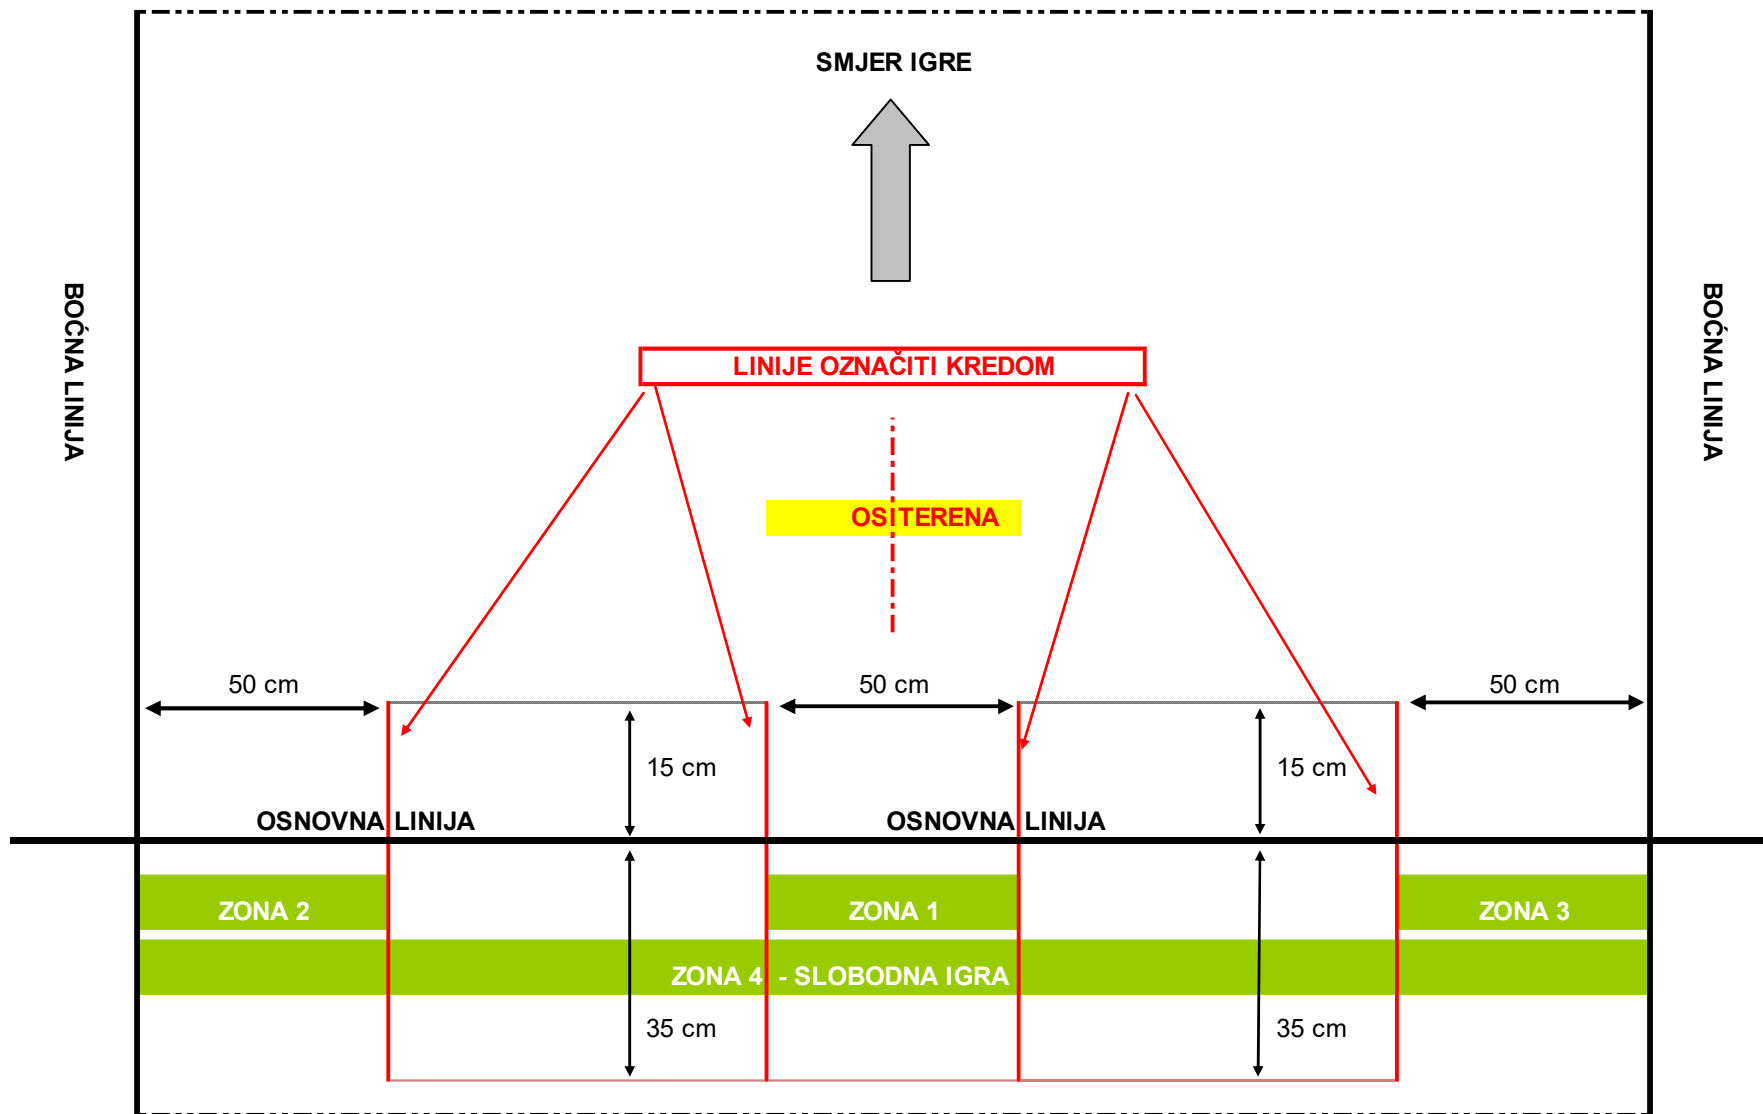 SMJER IGRE
BOĆNA LINIJA
BOĆNA LINIJA
LINIJE OZNAČITI KREDOM
OSITERENA
50 cm
50 cm
50 cm
15 cm
15 cm
OSNOVNA LINIJA
OSNOVNA LINIJA
ZONA 2
ZONA 1
ZONA 3
ZONA 4 - SLOBODNA IGRA
35 cm
35 cm